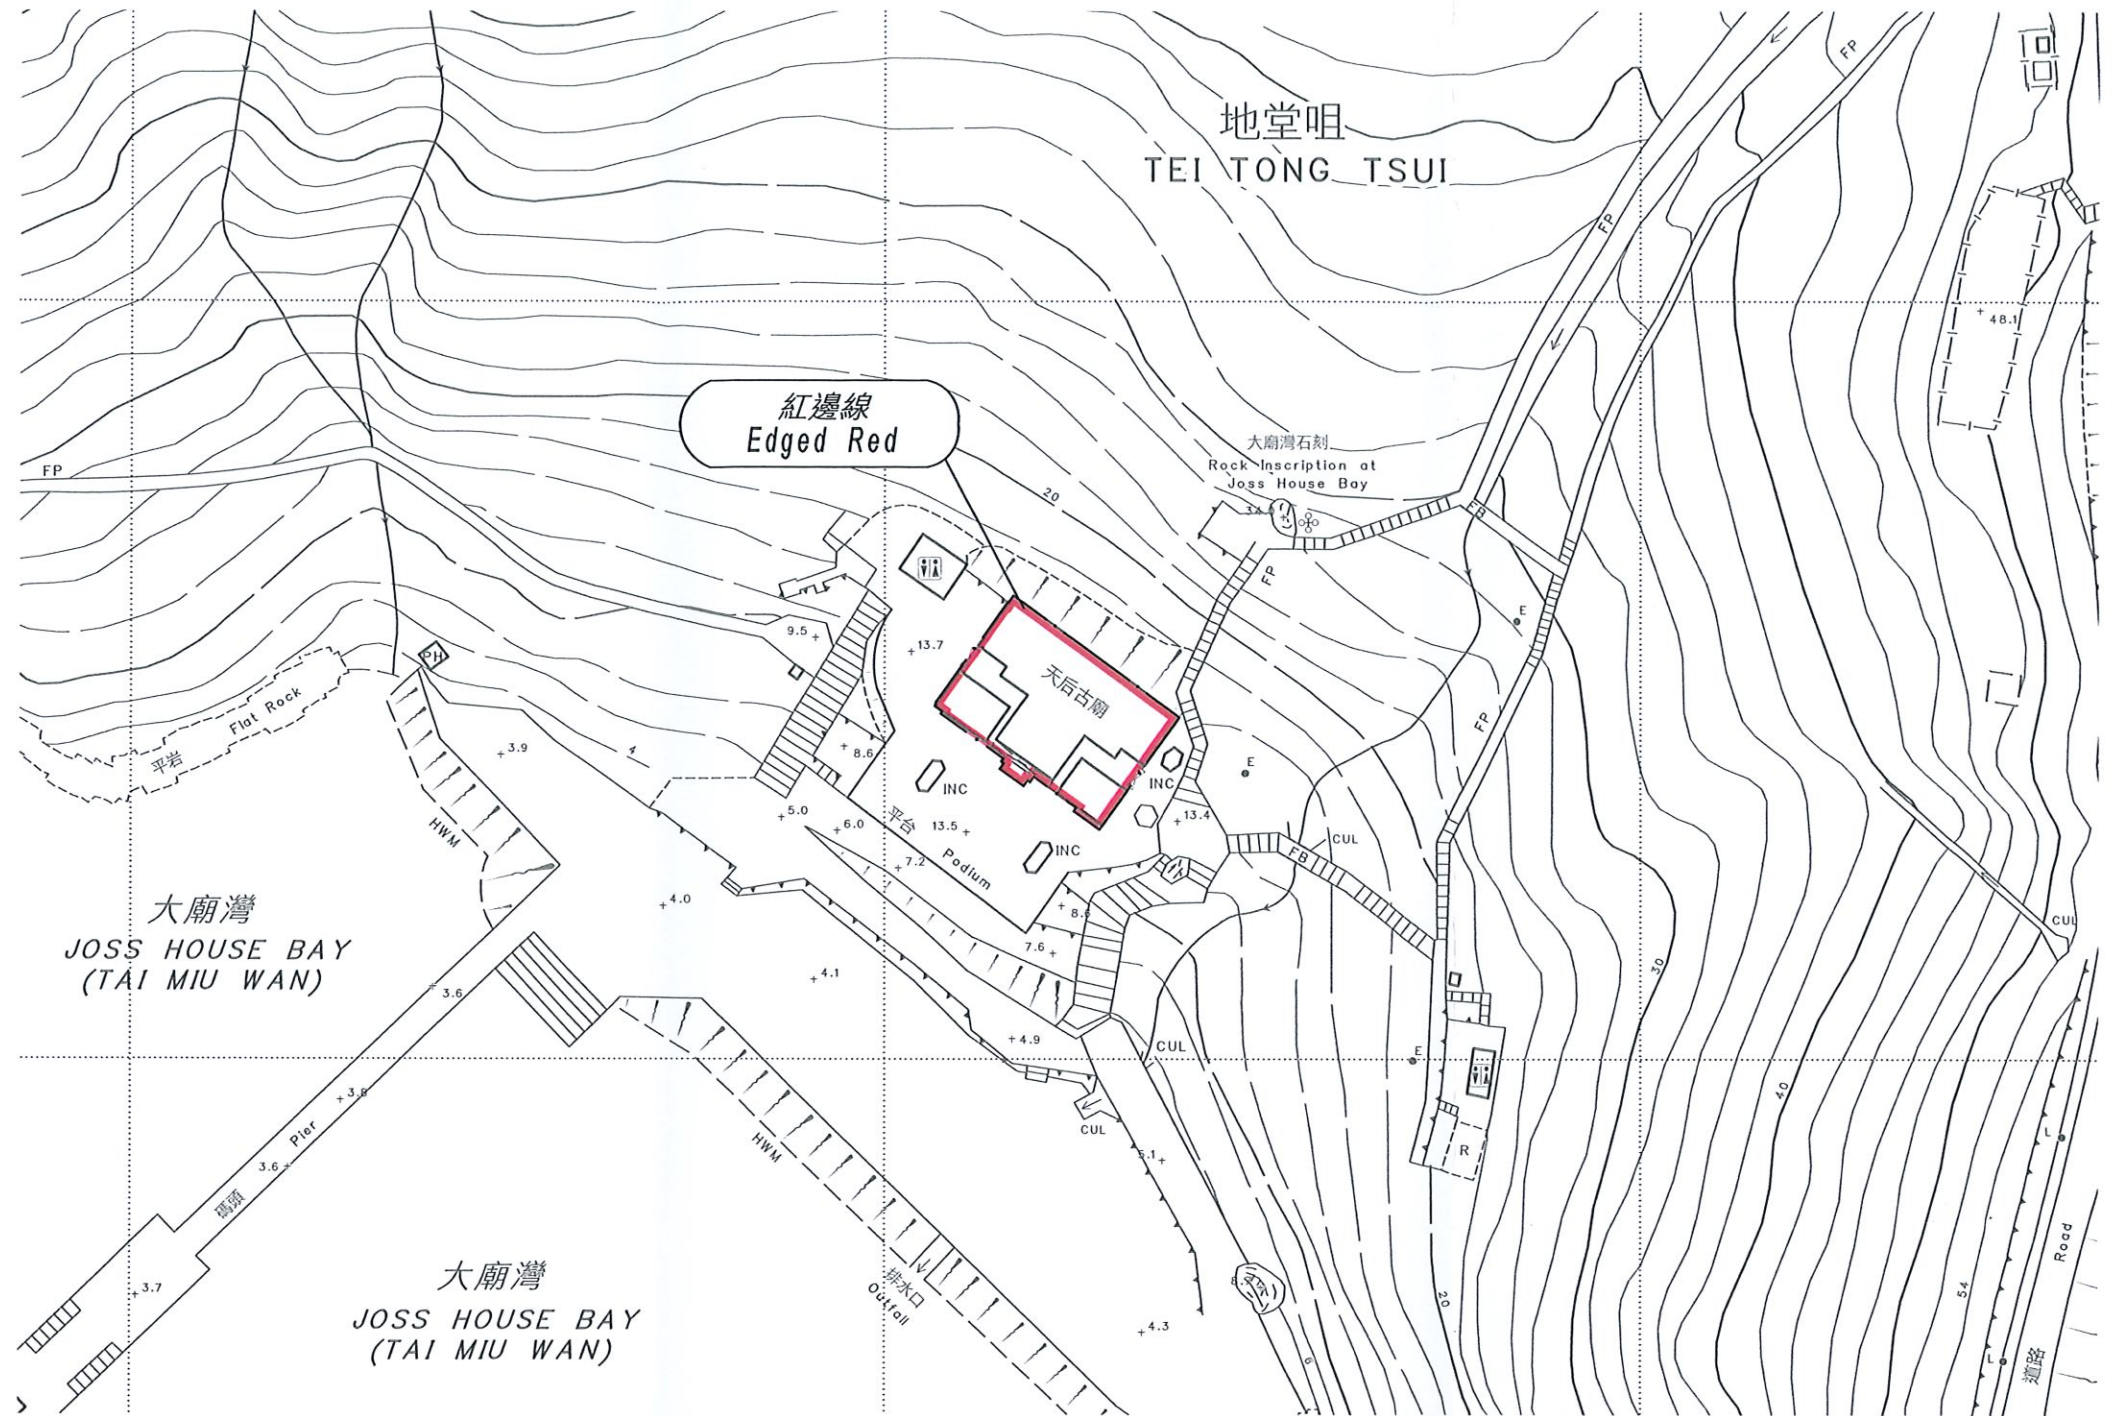 地堂咀
TEI TONG TSUI
FP
FP
48.1
紅邊線
Edged Red
FP
大廟灣石刻
Rock Inscription at
Joss House Bay
20
FB
FP
E
9.5
13.7
天后古廟
PH
Flat Rock
平岩
3.9
4
8.6
INC
INC
E
FP
5.0
6.0
平台
13.5
13.4
CUL
FB
HWM
7.2
Podium
INC
大廟灣
JOSS HOUSE BAY
(TAI MIU WAN)
4.0
7.6
CUL
3.6
4.1
30
4.9
CUL
E
40
3.8
Pier
CUL
HWM
3.6
5.1
R
L
碼頭
Road
大廟灣
JOSS HOUSE BAY
(TAI MIU WAN)
3.7
排水口
Outfall
20
54
4.3
6
L
道路